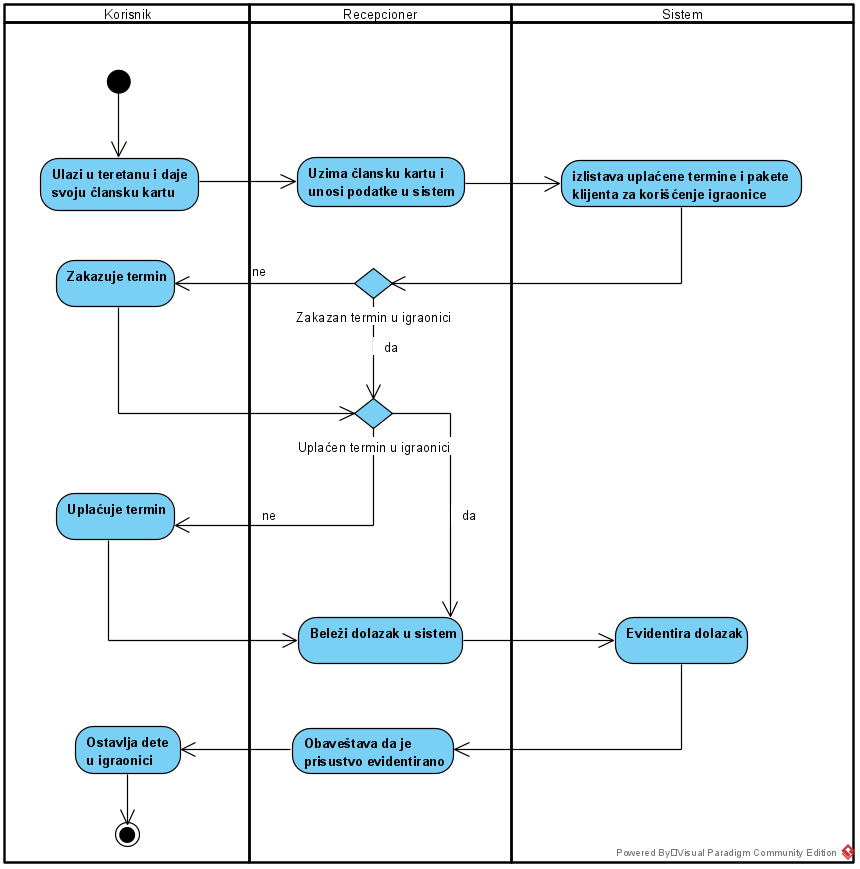 Korisnik
Recepcioner
Sistem
Ulazi u teretanu i daje
svoju člansku kartu
Uzima člansku kartu i
unosi podatke u sistem
izlistava uplaćene termine i pakete
klijenta za korišćenje igraonice
Zakazuje termin
ne
Zakazan termin u igraonici
da
Uplaćen termin u igraonici
Uplaćuje termin
ne
da
Beleži dolazak u sistem
Evidentira dolazak
Ostavlja dete
u igraonici
Obaveštava da je
prisustvo evidentirano
Powered By Visual Paradigm Community Edition